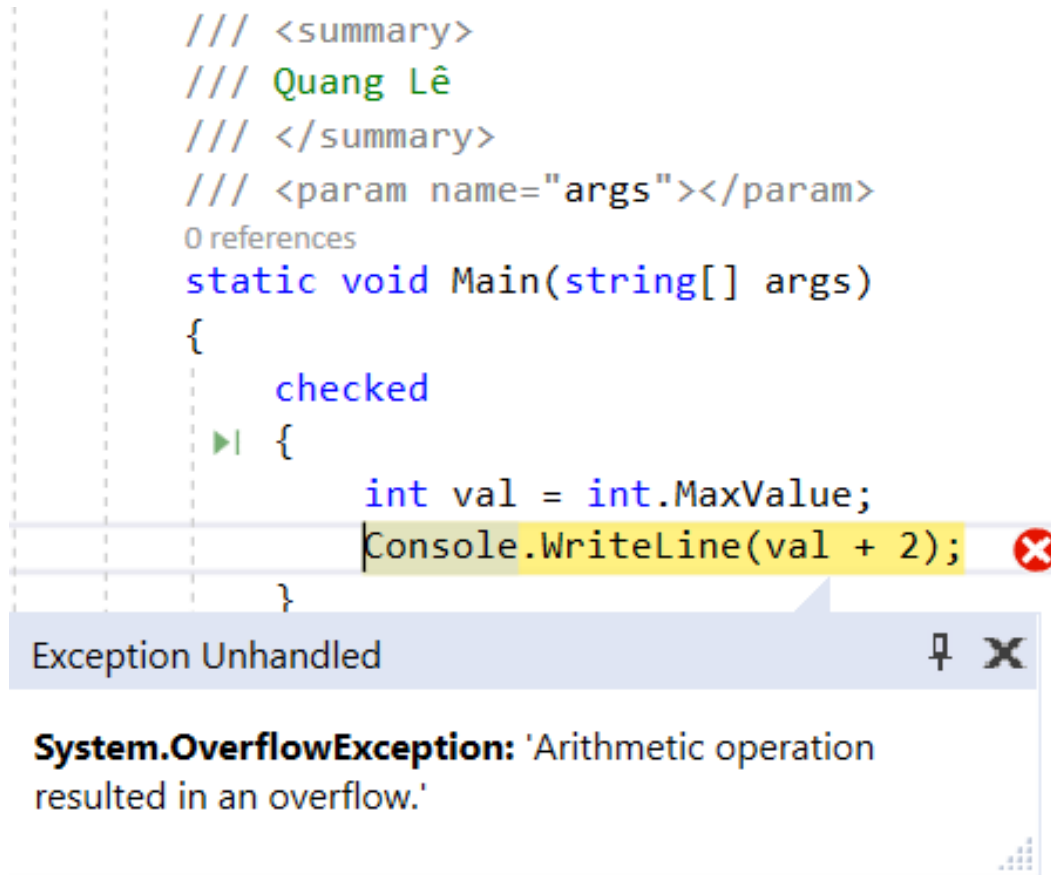 /// <summary>
/// Quang Lê
/// </summary>
/// <param name="args"></param>
0 references
static void Main(string[] args)
{
checked
{
int val = int.MaxValue;
Console.WriteLine(val + 2);
}
Exception Unhandled
System.OverflowException: 'Arithmetic operation
resulted in an overflow.'